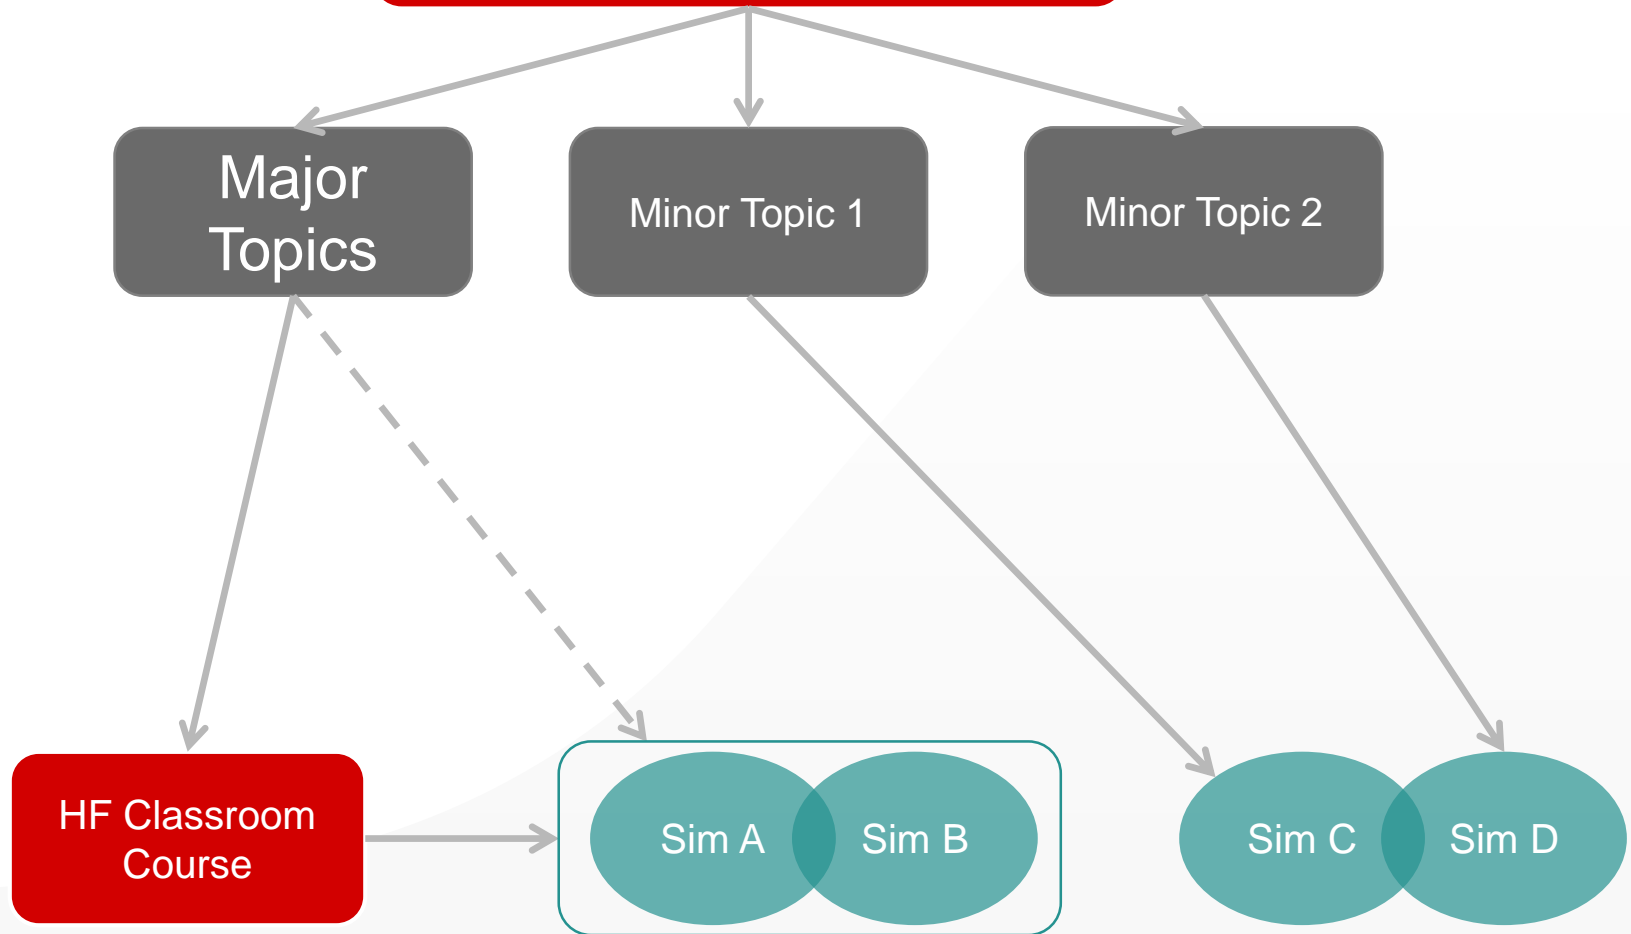 Major
Topics
Minor Topic 1
Minor Topic 2
HF Classroom
Course
Sim A
Sim B
Sim C
Sim D